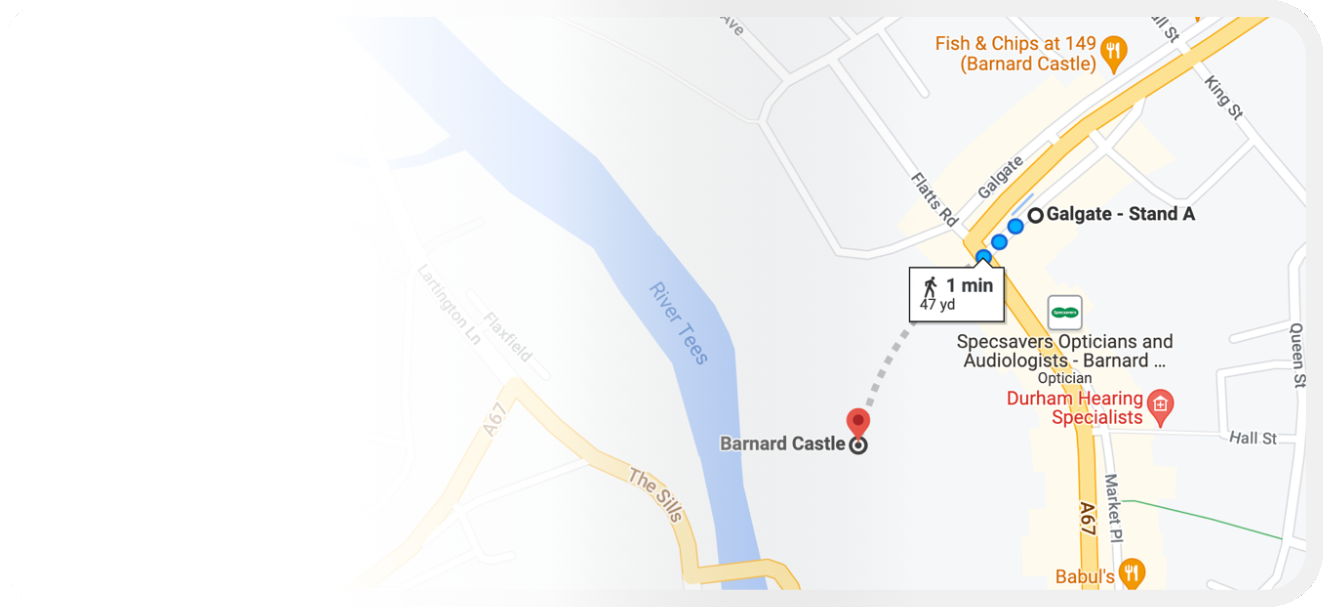 Ave
Fish & Chips at 149
(Barnard Castle)
King St
Flatts Rd
Galgate
Galgate - Stand A
1 min
47 yd
Lartington Ln
Flaxfield
River Tees
Specsavers
Specsavers Opticians and
Audiologists - Barnard ...
Optician
Queen St
Durham Hearing
Specialists
A67
Barnard Castle
Hall St
The Sills
Market Pl
A67
Babul's